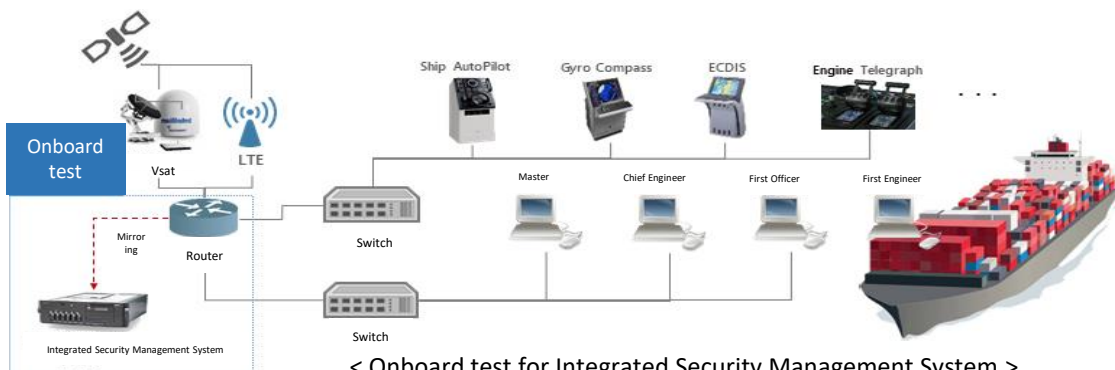 Ship AutoPilot
Gyro Compass
ECDIS
Engine Telegraph
. . .
Onboard
test
Vsat
LTE
Master
Chief Engineer
First Officer
First Engineer
Mirror
ing
Router
Switch
Switch
Integrated Security Management System
< Onboard test for Integrated Security Management System >